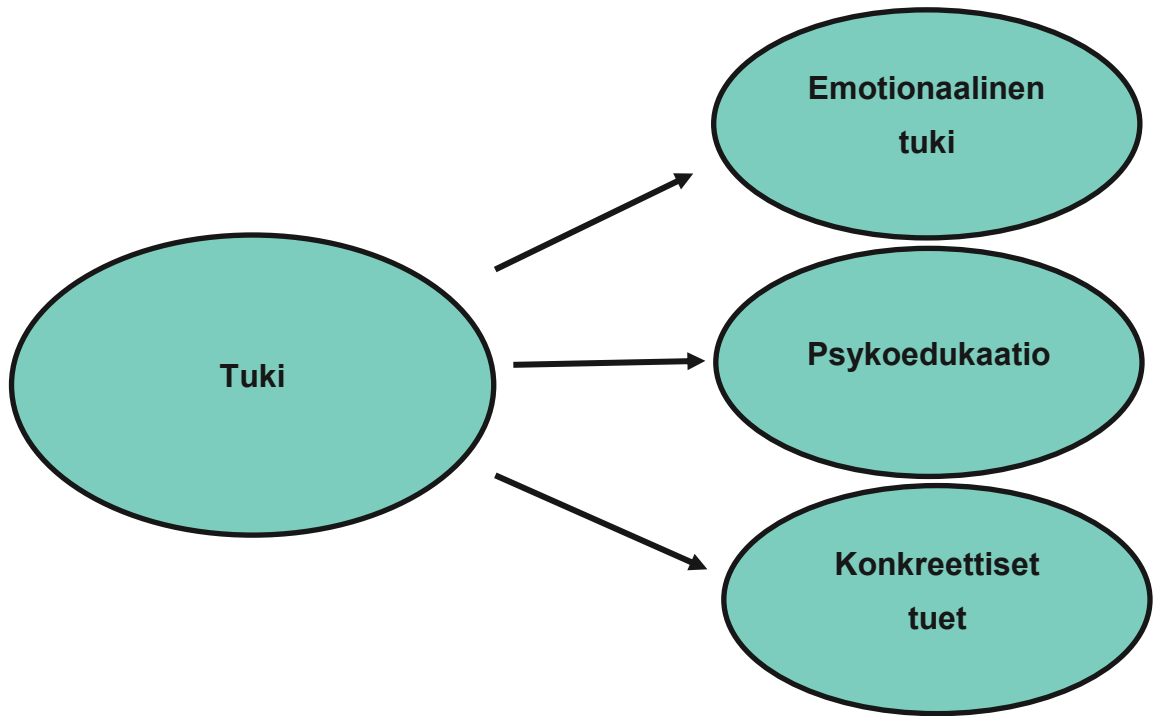 Emotionaalinen
tuki
Tuki
Psykoedukaatio
Konkreettiset
tuet